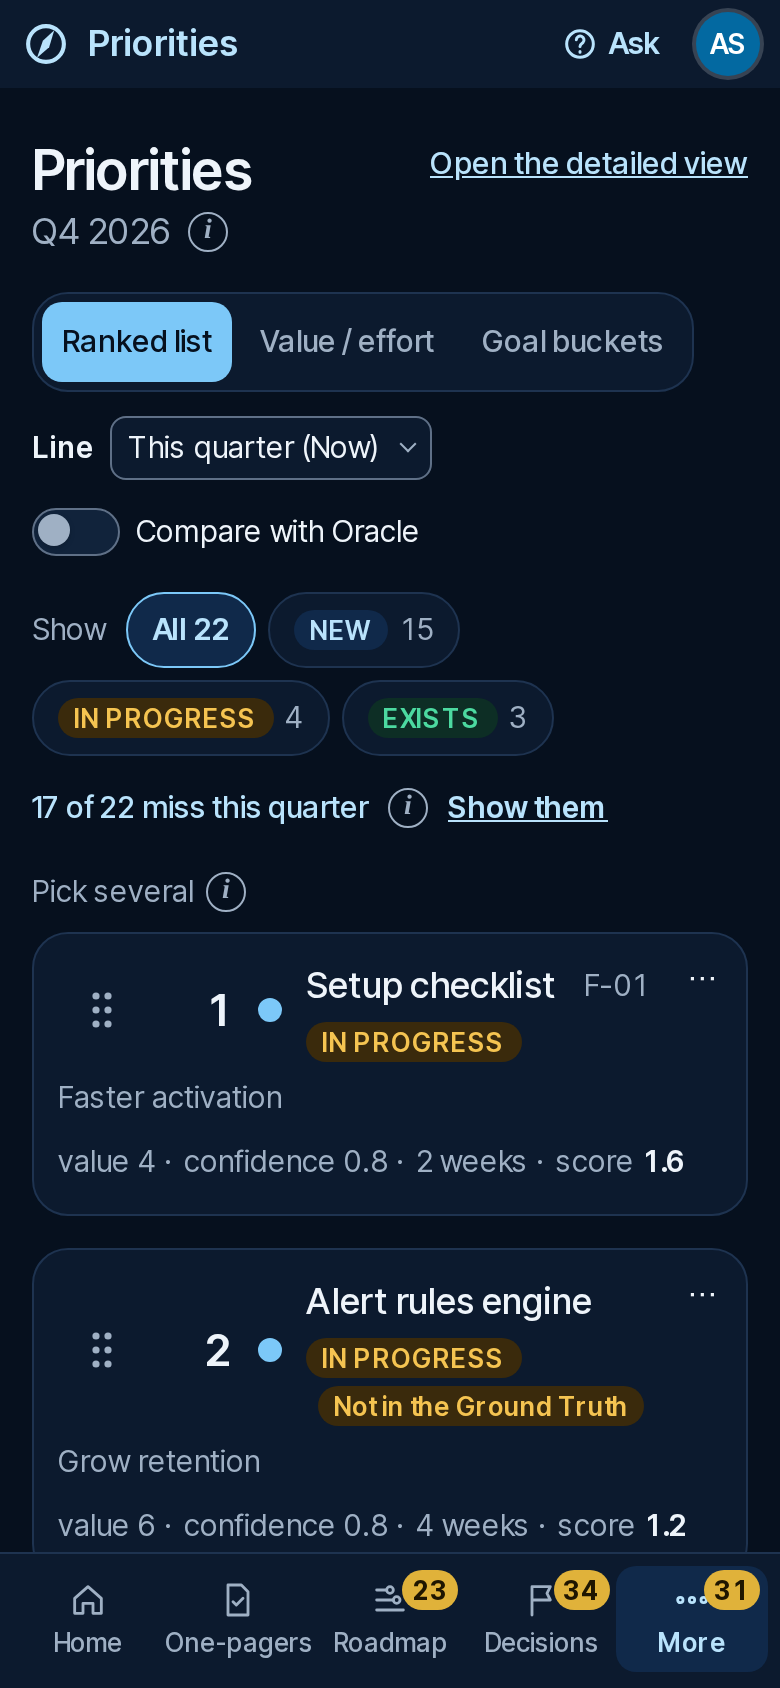 Priorities
Ask
AS
Priorities
Open the detailed view
Q4 2026 i
Ranked list
Value / effort
Goal buckets
Line
This quarter (Now)
Compare with Oracle
Show
All 22
NEW 15
IN PROGRESS 4
EXISTS 3
17 of 22 miss this quarter i Show them
Pick several i
1
Setup checklist F-01 ...
IN PROGRESS
Faster activation
value 4 · confidence 0.8 · 2 weeks · score 1.6
2
Alert rules engine ...
IN PROGRESS
Not in the Ground Truth
Grow retention
value 6 · confidence 0.8 · 4 weeks · score 1.2
Home
One-pagers
23
Roadmap
34
Decisions
31
More